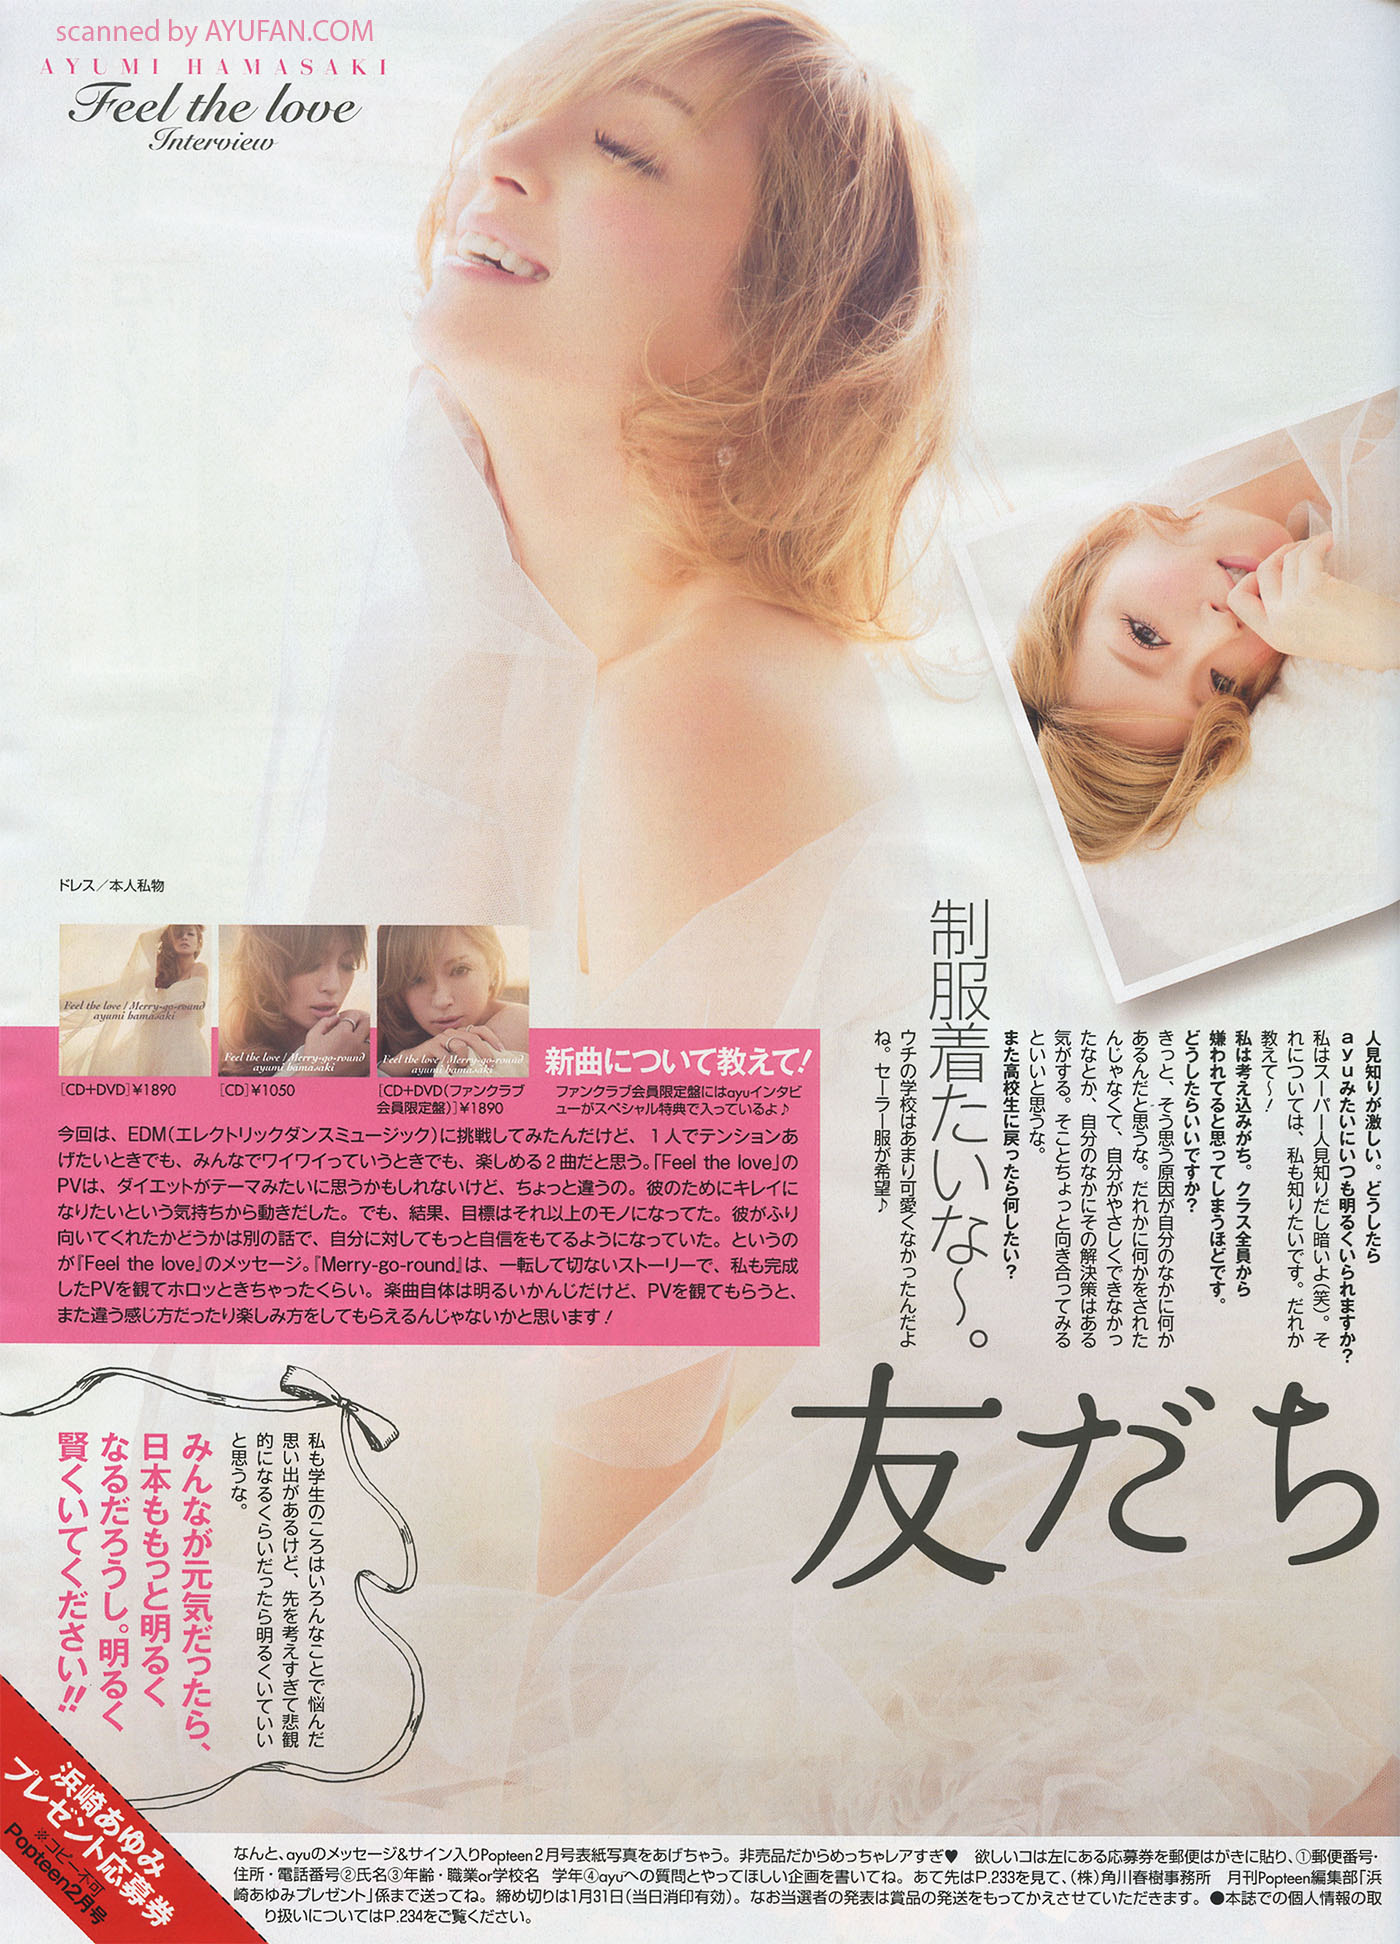 scanned by AYUFAN.COM
AYUMI HAMASAKI
Feel the love
Interview
人見知りが激しい。どうしたら
ayuみたいにいつも明るくいられますか?
私はスーパー人見知りだし暗いよ(笑)。そ
れについては、私も知りたいです。だれか
教えて〜!
私は考え込みがち。クラス全員から
嫌われてると思ってしまうほどです。
どうしたらいいですか?
きっと、そう思う原因が自分のなかに何か
あるんだと思うな。だれかに何かをされた
んじゃなくて、自分がやさしくできなかっ
たなとか、自分のなかにその解決策はある
気がする。そことちょっと向き合ってみる
といいと思うな。
また高校生に戻ったら何したい?
制服着たいな〜。
ウチの学校はあまり可愛くなかったんだよ
ね。セーラー服が希望♪
友だち
ドレス/本人私物
Feel the love / Merry-go-round
ayumi hamasaki
Feel the love / Merry-go-round
ayumi hamasaki
Feel the love / Merry-go-round
ayumi hamasaki
[CD+DVD]¥1890
[CD]¥1050
[CD+DVD(ファンクラブ
会員限定盤)]¥1890
新曲について教えて!
ファンクラブ会員限定盤にはayuインタビ
ューがスペシャル特典で入っているよ♪
今回は、EDM(エレクトリックダンスミュージック)に挑戦してみたんだけど、1人でテンションあ
げたいときでも、みんなでワイワイっていうときでも、楽しめる2曲だと思う。「Feel the love」の
PVは、ダイエットがテーマみたいに思うかもしれないけど、ちょっと違うの。彼のためにキレイに
なりたいという気持ちから動きだした。でも、結果、目標はそれ以上のモノになってた。彼がふり
向いてくれたかどうかは別の話で、自分に対してもっと自信をもてるようになっていた。というの
が『Feel the love』のメッセージ。『Merry-go-round』は、一転して切ないストーリーで、私も完成
したPVを観てホロッときちゃったくらい。楽曲自体は明るいかんじだけど、PVを観てもらうと、
また違う感じ方だったり楽しみ方をしてもらえるんじゃないかと思います!
私も学生のころはいろんなことで悩んだ
思い出があるけど、先を考えすぎて悲観
的になるくらいだったら明るくいていい
と思うな。
みんなが元気だったら、
日本ももっと明るく
なるだろうし。明るく
賢くいてください!!
浜崎あゆみ
プレゼント応募券
※コピー不可
Popteen2月号
なんと、ayuのメッセージ&サイン入りPopteen2月号表紙写真をあげちゃう。非売品だからめっちゃレアすぎ♥ 欲しいコは左にある応募券を郵便はがきに貼り、①郵便番号・
住所・電話番号②氏名③年齢・職業or学校名 学年④ayuへの質問とやってほしい企画を書いてね。あて先はP.233を見て、(株)角川春樹事務所 月刊Popteen編集部「浜
崎あゆみプレゼント」係まで送ってね。締め切りは1月31日(当日消印有効)。なお当選者の発表は賞品の発送をもってかえさせていただきます。●本誌での個人情報の取
り扱いについてはP.234をご覧ください。